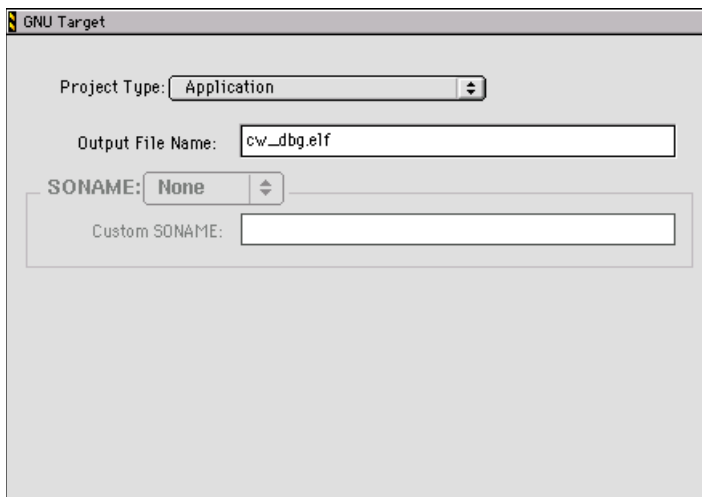 GNU Target
Project Type: Application
Output File Name: cw_dbg.elf
SONAME: None
Custom SONAME: